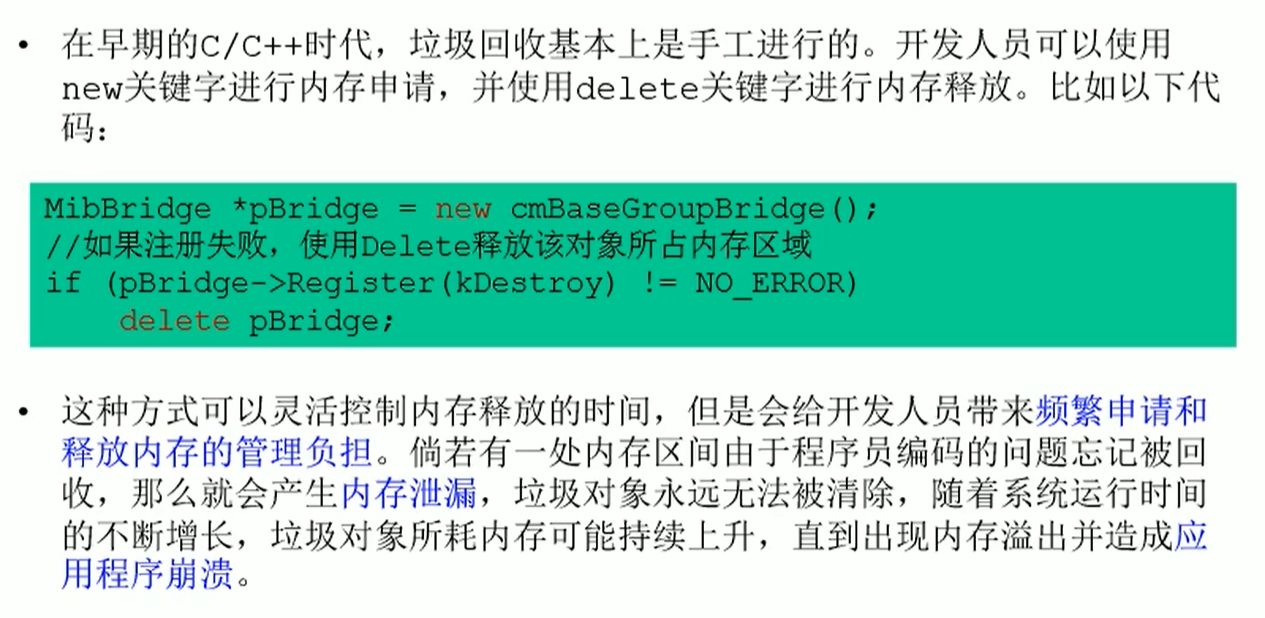 • 在早期的C/C++时代，垃圾回收基本上是手工进行的。开发人员可以使用
new关键字进行内存申请，并使用delete关键字进行内存释放。比如以下代
码：
MibBridge *pBridge = new cmBaseGroupBridge();
//如果注册失败，使用Delete释放该对象所占内存区域
if (pBridge->Register(kDestroy) != NO_ERROR)
    delete pBridge;
• 这种方式可以灵活控制内存释放的时间，但是会给开发人员带来频繁申请和
释放内存的管理负担。倘若有一处内存区间由于程序员编码的问题忘记被回
收，那么就会产生内存泄漏，垃圾对象永远无法被清除，随着系统运行时间
的不断增长，垃圾对象所耗内存可能持续上升，直到出现内存溢出并造成应
用程序崩溃。